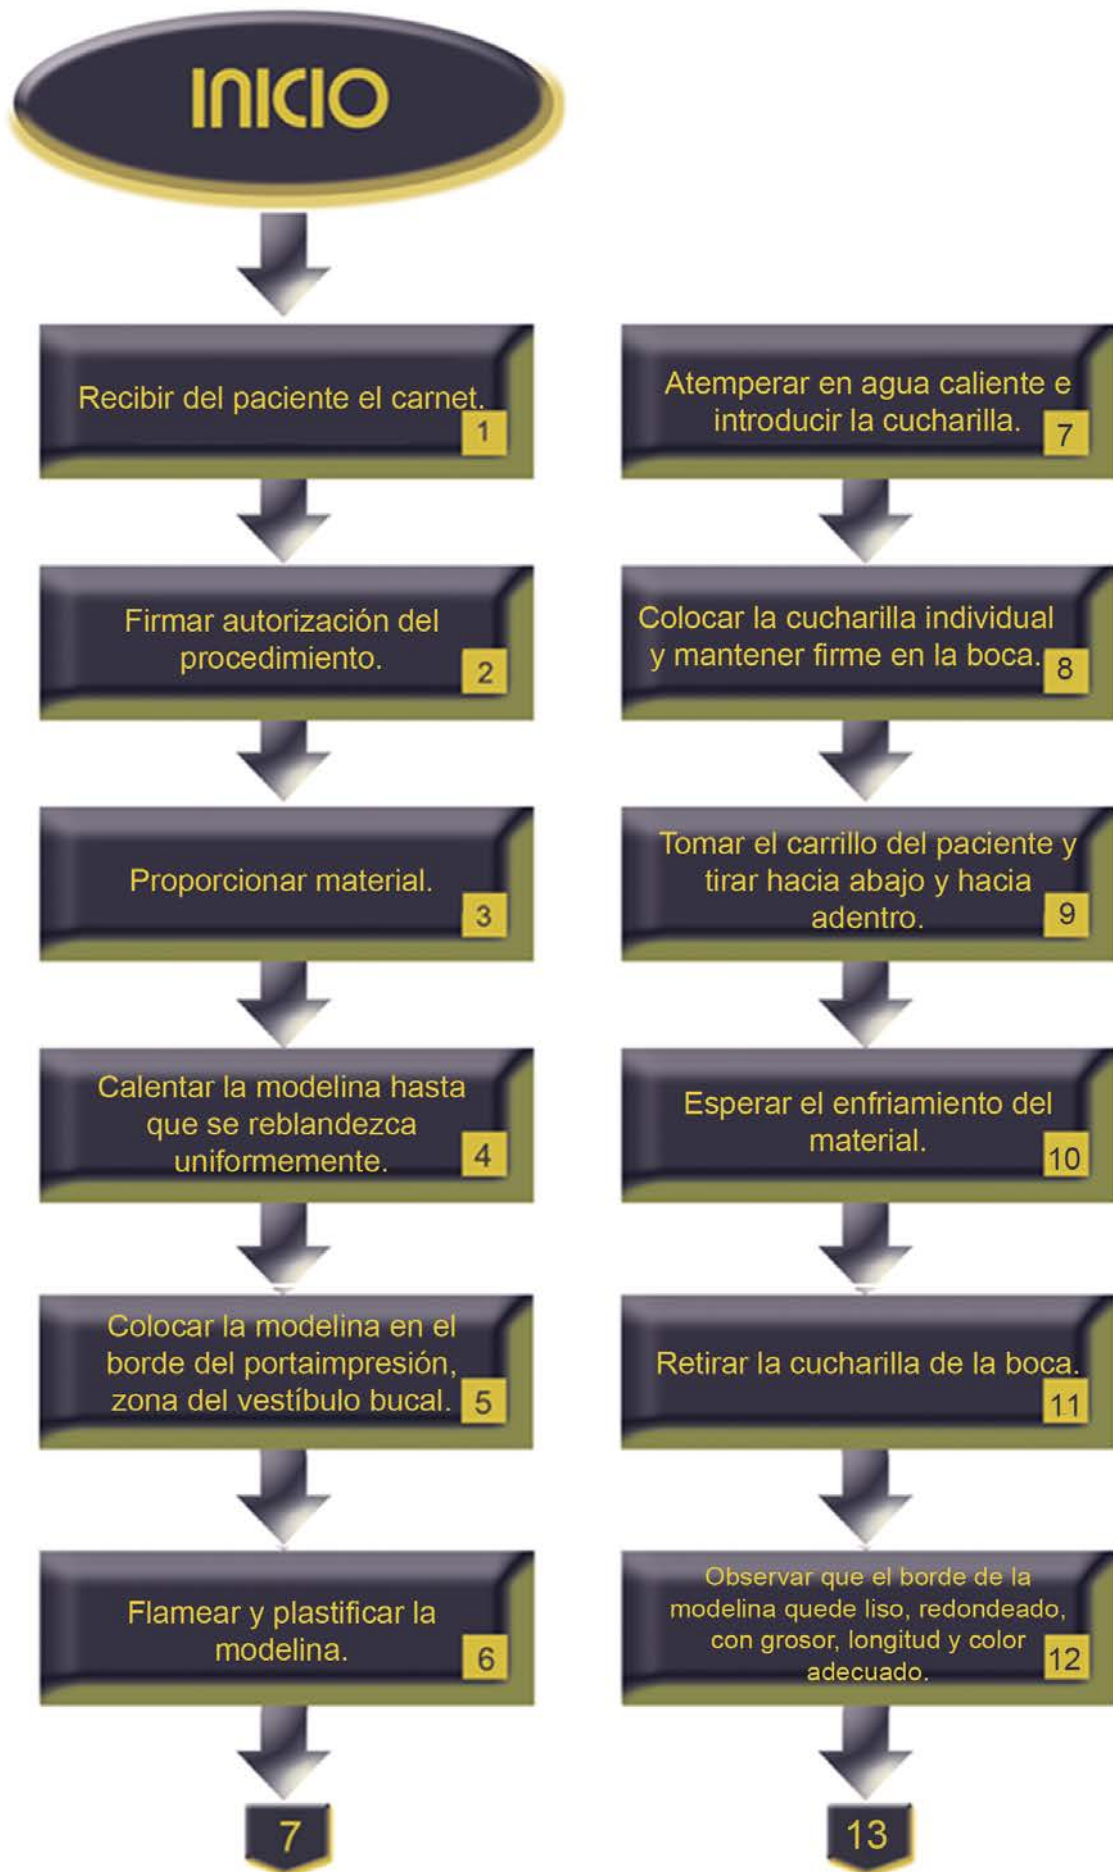 INICIO
Recibir del paciente el carnet.
1
Firmar autorización del
procedimiento.
2
Proporcionar material.
3
Calentar la modelina hasta
que se reblandezca
uniformemente.
4
Colocar la modelina en el
borde del portaimpresión,
zona del vestíbulo bucal.
5
Flamear y plastificar la
modelina.
6
7
Atemperar en agua caliente e
introducir la cucharilla.
7
Colocar la cucharilla individual
y mantener firme en la boca.
8
Tomar el carrillo del paciente y
tirar hacia abajo y hacia
adentro.
9
Esperar el enfriamiento del
material.
10
Retirar la cucharilla de la boca.
11
Observar que el borde de la
modelina quede liso, redondeado,
con grosor, longitud y color
adecuado.
12
13